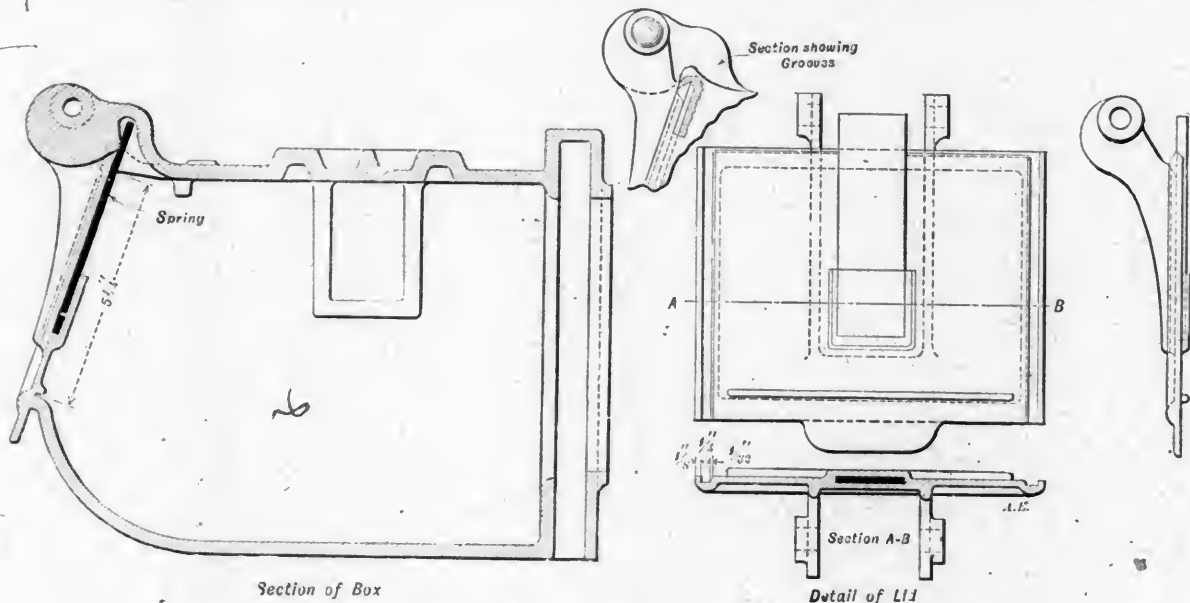 Section showing
Grooves
Spring
5¼"
A
B
A.E.
Section A-B
Section of Box
Detail of Lid